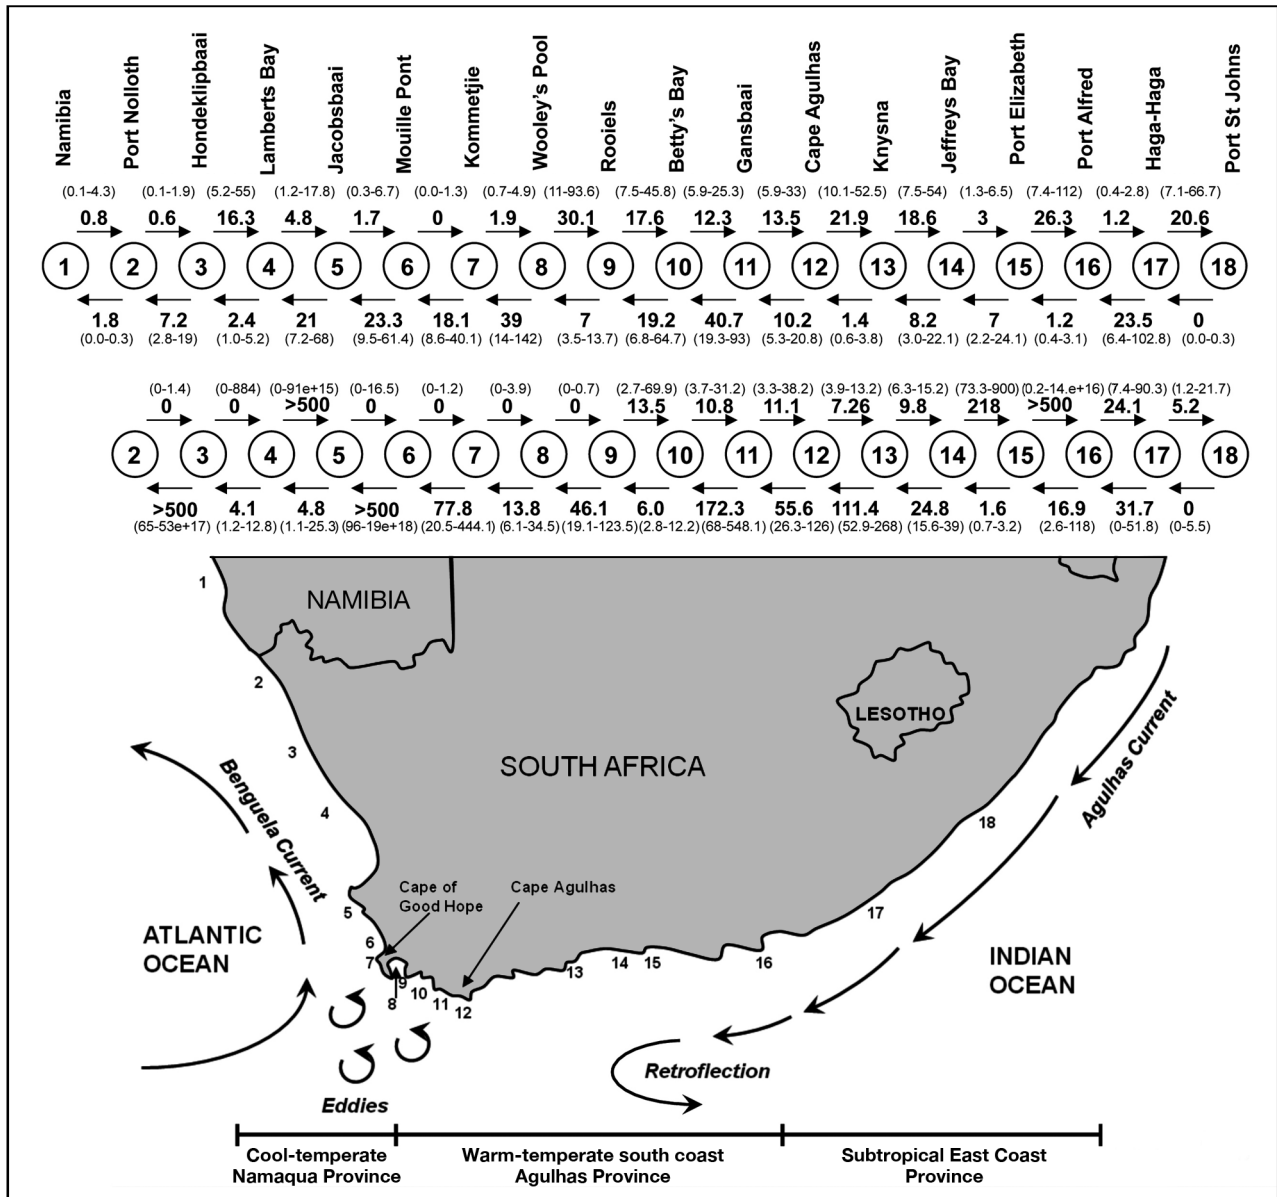 Namibia
Port Nolloth
Hondeklipbaai
Lamberts Bay
Jacobsbaai
Mouille Pont
Kommetjie
Wooley's Pool
Rooiels
Betty's Bay
Gansbaai
Cape Agulhas
Knysna
Jeffreys Bay
Port Elizabeth
Port Alfred
Haga-Haga
Port St Johns
(0.1-4.3) (0.1-1.9) (5.2-55) (1.2-17.8) (0.3-6.7) (0.0-1.3) (0.7-4.9) (11-93.6) (7.5-45.8) (5.9-25.3) (5.9-33) (10.1-52.5) (7.5-54) (1.3-6.5) (7.4-112) (0.4-2.8) (7.1-66.7)
0.8 0.6 16.3 4.8 1.7 0 1.9 30.1 17.6 12.3 13.5 21.9 18.6 3 26.3 1.2 20.6
1 2 3 4 5 6 7 8 9 10 11 12 13 14 15 16 17 18
1.8 7.2 2.4 21 23.3 18.1 39 7 19.2 40.7 10.2 1.4 8.2 7 1.2 23.5 0
(0.0-0.3) (2.8-19) (1.0-5.2) (7.2-68) (9.5-61.4) (8.6-40.1) (14-142) (3.5-13.7) (6.8-64.7) (19.3-93) (5.3-20.8) (0.6-3.8) (3.0-22.1) (2.2-24.1) (0.4-3.1) (6.4-102.8) (0.0-0.3)
(0-1.4) (0-884) (0-91e+15) (0-16.5) (0-1.2) (0-3.9) (0-0.7) (2.7-69.9) (3.7-31.2) (3.3-38.2) (3.9-13.2) (6.3-15.2) (73.3-900) (0.2-14.e+16) (7.4-90.3) (1.2-21.7)
0 0 >500 0 0 0 0 13.5 10.8 11.1 7.26 9.8 218 >500 24.1 5.2
2 3 4 5 6 7 8 9 10 11 12 13 14 15 16 17 18
>500 4.1 4.8 >500 77.8 13.8 46.1 6.0 172.3 55.6 111.4 24.8 1.6 16.9 31.7 0
(65-53e+17) (1.2-12.8) (1.1-25.3) (96-19e+18) (20.5-444.1) (6.1-34.5) (19.1-123.5) (2.8-12.2) (68-548.1) (26.3-126) (52.9-268) (15.6-39) (0.7-3.2) (2.6-118) (0-51.8) (0-5.5)
1
NAMIBIA
2
LESOTHO
Agulhas Current
3
SOUTH AFRICA
Benguela Current
4
18
Cape of
Good Hope
Cape Agulhas
5
17
ATLANTIC
OCEAN
6
7
INDIAN
OCEAN
13
14
15
16
9
10
8
11
12
Retroflection
Eddies
Cool-temperate
Namaqua Province
Warm-temperate south coast
Agulhas Province
Subtropical East Coast
Province